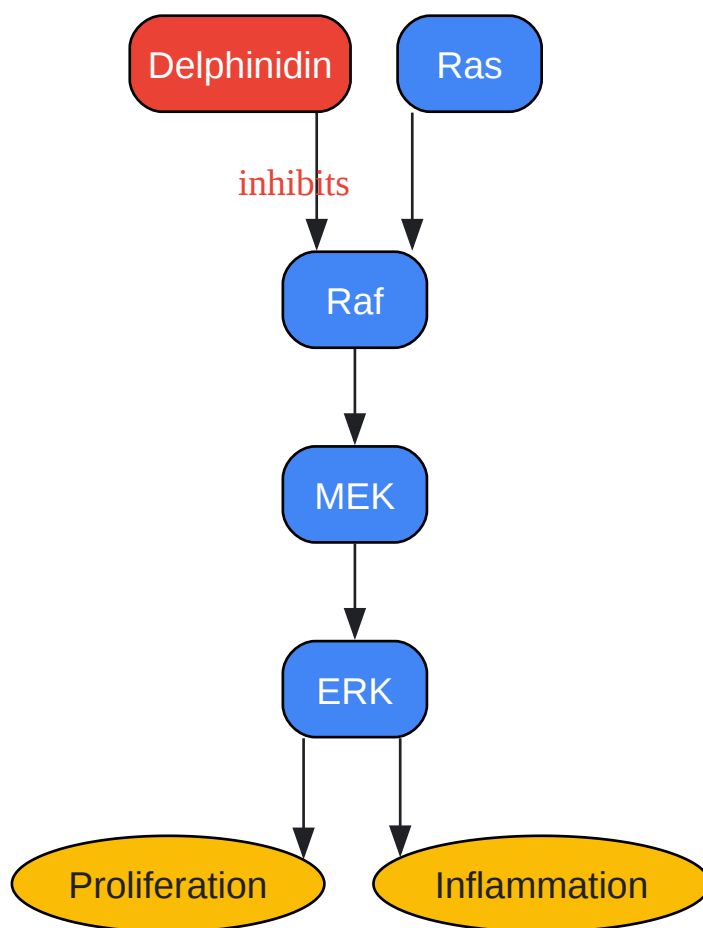 Delphinidin
Ras
inhibits
Raf
MEK
ERK
Proliferation
Inflammation